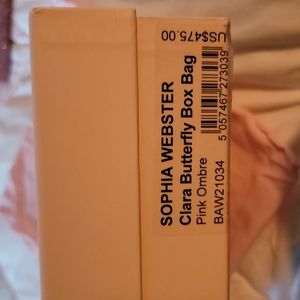 SOPHIA WEBSTER
Clara Butterfly Box Bag
Pink Ombre
BAW21034
US$475.00
5 057467 273039